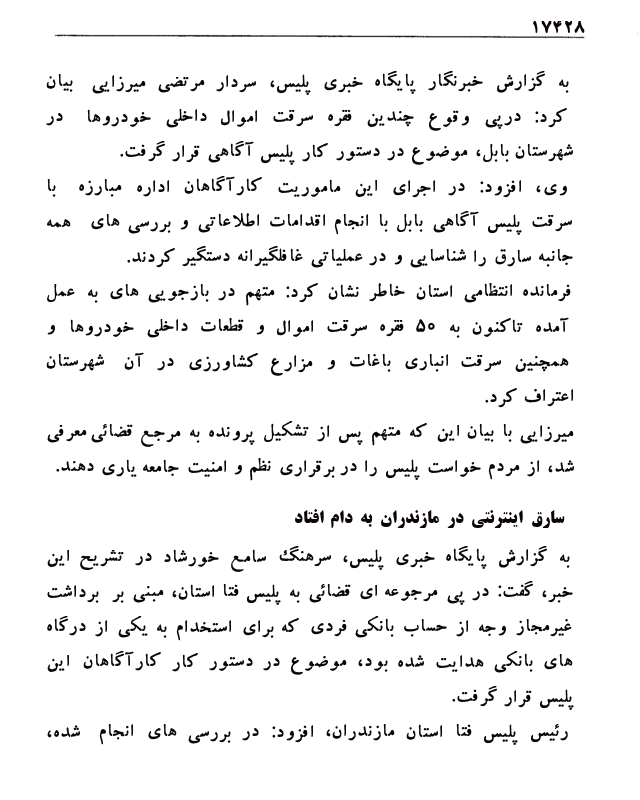 ۱۷۴۲۸
به گزارش خبرنگار پایگاه خبری پلیس، سردار مرتضی میرزایی بیان
کرد: درپی وقوع چندین فقره سرقت اموال داخلی خودروها در
شهرستان بابل، موضوع در دستور کار پلیس آگاهی قرار گرفت.
وی، افزود: در اجرای این ماموریت کارآگاهان اداره مبارزه با
سرقت پلیس آگاهی بابل با انجام اقدامات اطلاعاتی و بررسی های همه
جانبه سارق را شناسایی و در عملیاتی غافلگیرانه دستگیر کردند.
فرمانده انتظامی استان خاطر نشان کرد: متهم در بازجویی های به عمل
آمده تاکنون به ۵۰ فقره سرقت اموال و قطعات داخلی خودروها و
همچنین سرقت انباری باغات و مزارع کشاورزی در آن شهرستان
اعتراف کرد.
میرزایی با بیان این که متهم پس از تشکیل پرونده به مرجع قضائی معرفی
شد، از مردم خواست پلیس را در برقراری نظم و امنیت جامعه یاری دهند.
سارق اینترنتی در مازندران به دام افتاد
به گزارش پایگاه خبری پلیس، سرهنگ سامع خورشاد در تشریح این
خبر، گفت: در پی مرجوعه ای قضائی به پلیس فتا استان، مبنی بر برداشت
غیرمجاز وجه از حساب بانکی فردی که برای استخدام به یکی از درگاه
های بانکی هدایت شده بود، موضوع در دستور کار کارآگاهان این
پلیس قرار گرفت.
رئیس پلیس فتا استان مازندران، افزود: در بررسی های انجام شده،